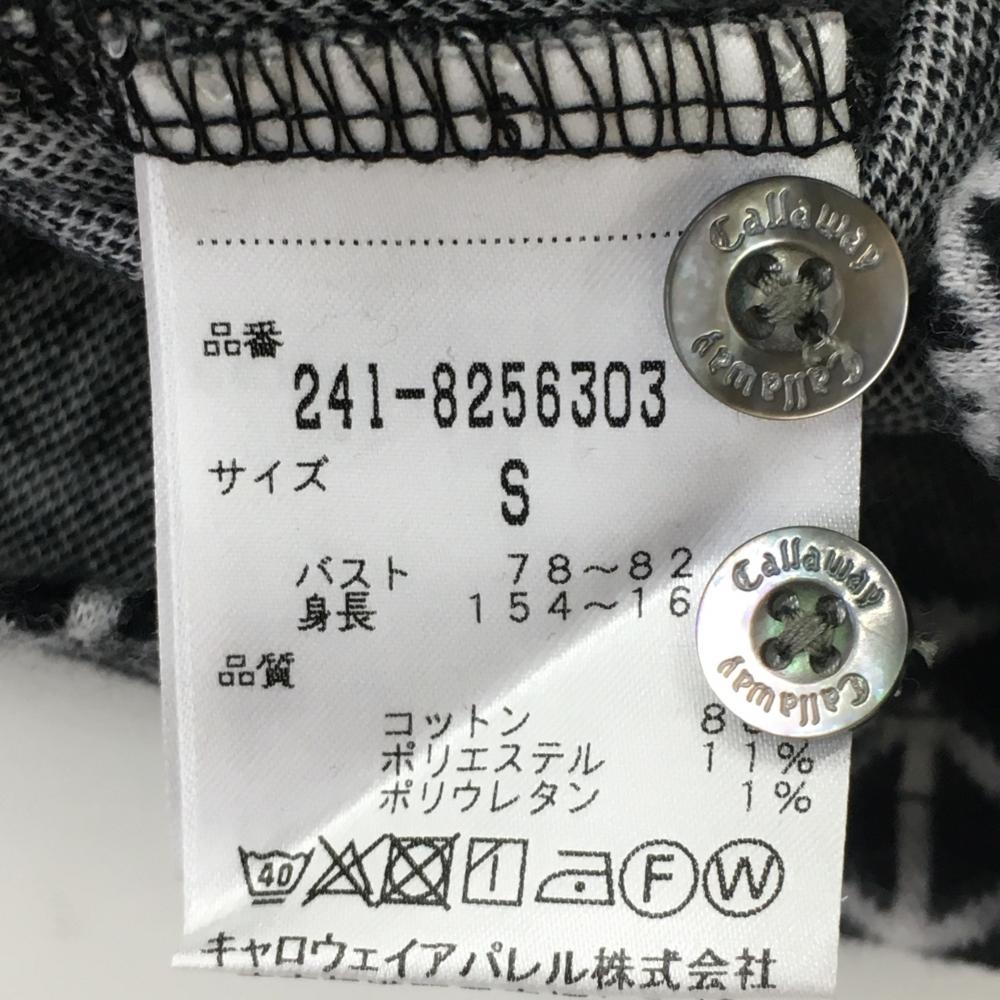 品番
241-8256303
サイズ
S
バスト 78～82
身長 154～16
品質
コットン 8
ポリエステル 11%
ポリウレタン 1%
40 F W
キャロウェイアパレル株式会社
Callaway
Callaway
Callaway
Callaway